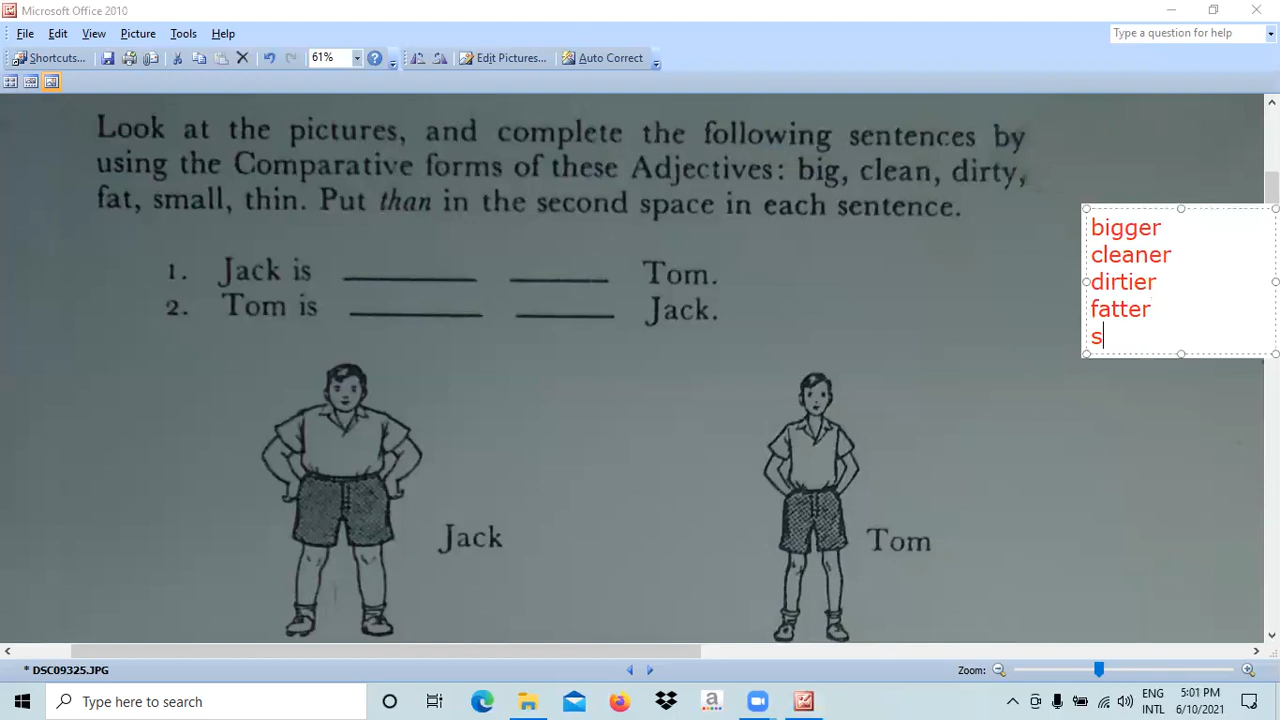 Microsoft Office 2010
File Edit View Picture Tools Help
Type a question for help
Shortcuts... 61% Edit Pictures... Auto Correct
Look at the pictures, and complete the following sentences by
using the Comparative forms of these Adjectives: big, clean, dirty,
fat, small, thin. Put than in the second space in each sentence.
bigger
cleaner
dirtier
fatter
s
1. Jack is ______ ______ Tom.
2. Tom is ______ ______ Jack.
Jack
Tom
* DSC09325.JPG
Zoom:
Type here to search
a
ENG
INTL
5:01 PM
6/10/2021